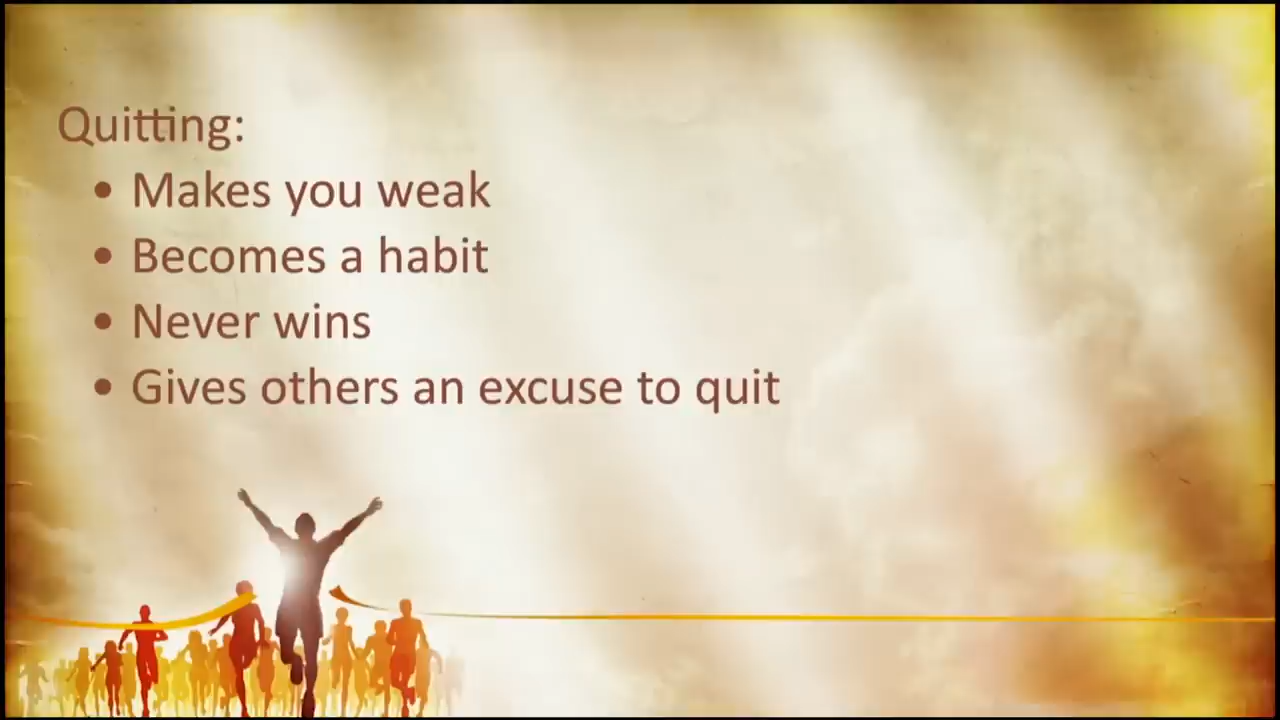 Quitting:
• Makes you weak
• Becomes a habit
• Never wins
• Gives others an excuse to quit